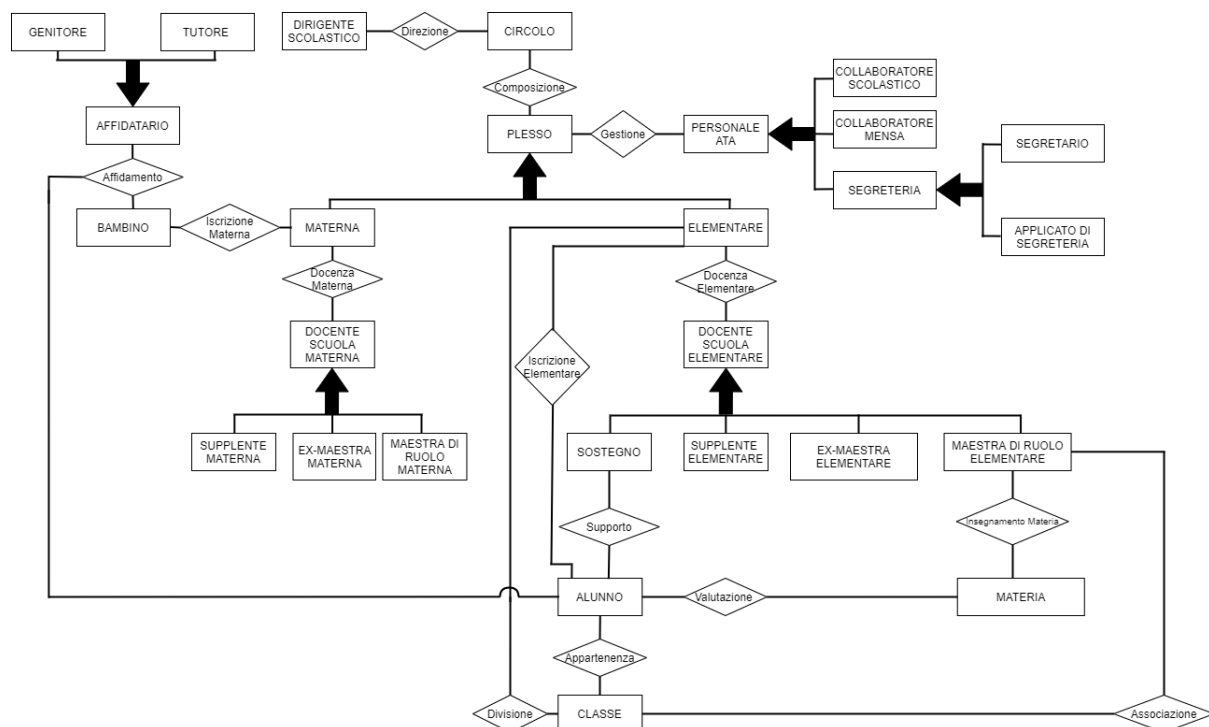 GENITORE
TUTORE
DIRIGENTE
SCOLASTICO
Direzione
CIRCOLO
Composizione
COLLABORATORE
SCOLASTICO
AFFIDATARIO
PLESSO
Gestione
PERSONALE
ATA
COLLABORATORE
MENSA
SEGRETARIO
Affidamento
SEGRETERIA
BAMBINO
Iscrizione
Materna
MATERNA
ELEMENTARE
APPLICATO DI
SEGRETERIA
Docenza
Materna
Docenza
Elementare
DOCENTE
SCUOLA
MATERNA
DOCENTE
SCUOLA
ELEMENTARE
Iscrizione
Elementare
SUPPLENTE
MATERNA
EX-MAESTRA
MATERNA
MAESTRA DI
RUOLO
MATERNA
SOSTEGNO
SUPPLENTE
ELEMENTARE
EX-MAESTRA
ELEMENTARE
MAESTRA DI RUOLO
ELEMENTARE
Supporto
Insegnamento Materia
ALUNNO
Valutazione
MATERIA
Appartenenza
Divisione
CLASSE
Associazione